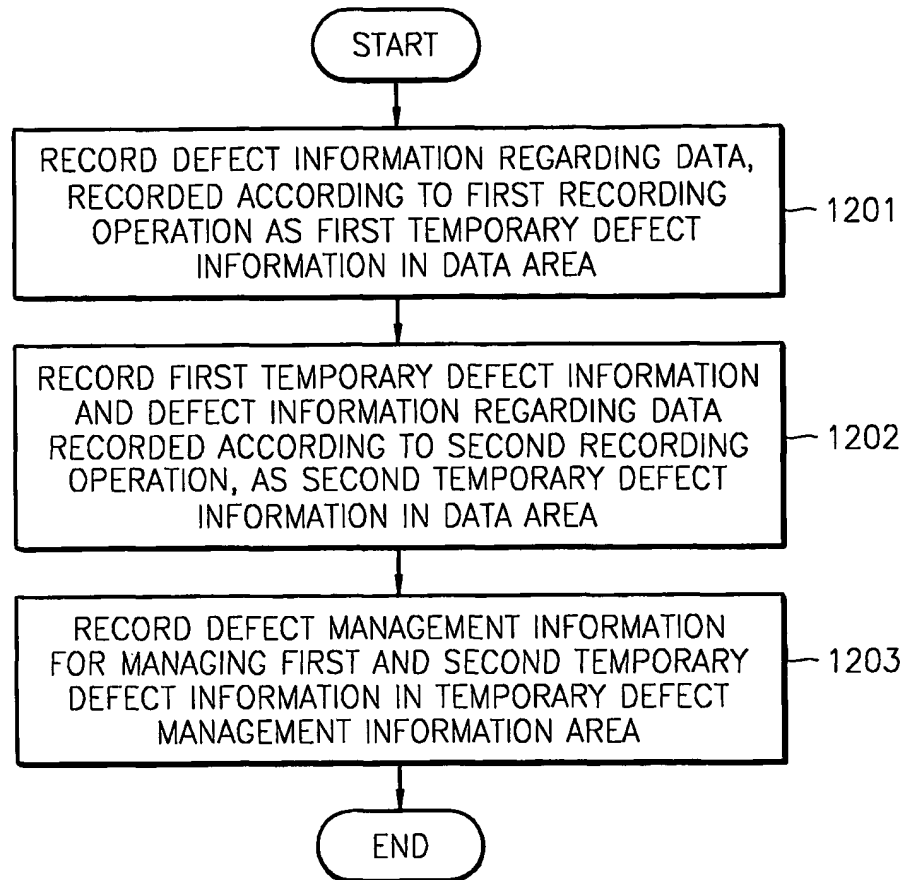 START
RECORD DEFECT INFORMATION REGARDING DATA,
RECORDED ACCORDING TO FIRST RECORDING
OPERATION AS FIRST TEMPORARY DEFECT
INFORMATION IN DATA AREA
1201
RECORD FIRST TEMPORARY DEFECT INFORMATION
AND DEFECT INFORMATION REGARDING DATA
RECORDED ACCORDING TO SECOND RECORDING
OPERATION, AS SECOND TEMPORARY DEFECT
INFORMATION IN DATA AREA
1202
RECORD DEFECT MANAGEMENT INFORMATION
FOR MANAGING FIRST AND SECOND TEMPORARY
DEFECT INFORMATION IN TEMPORARY DEFECT
MANAGEMENT INFORMATION AREA
1203
END